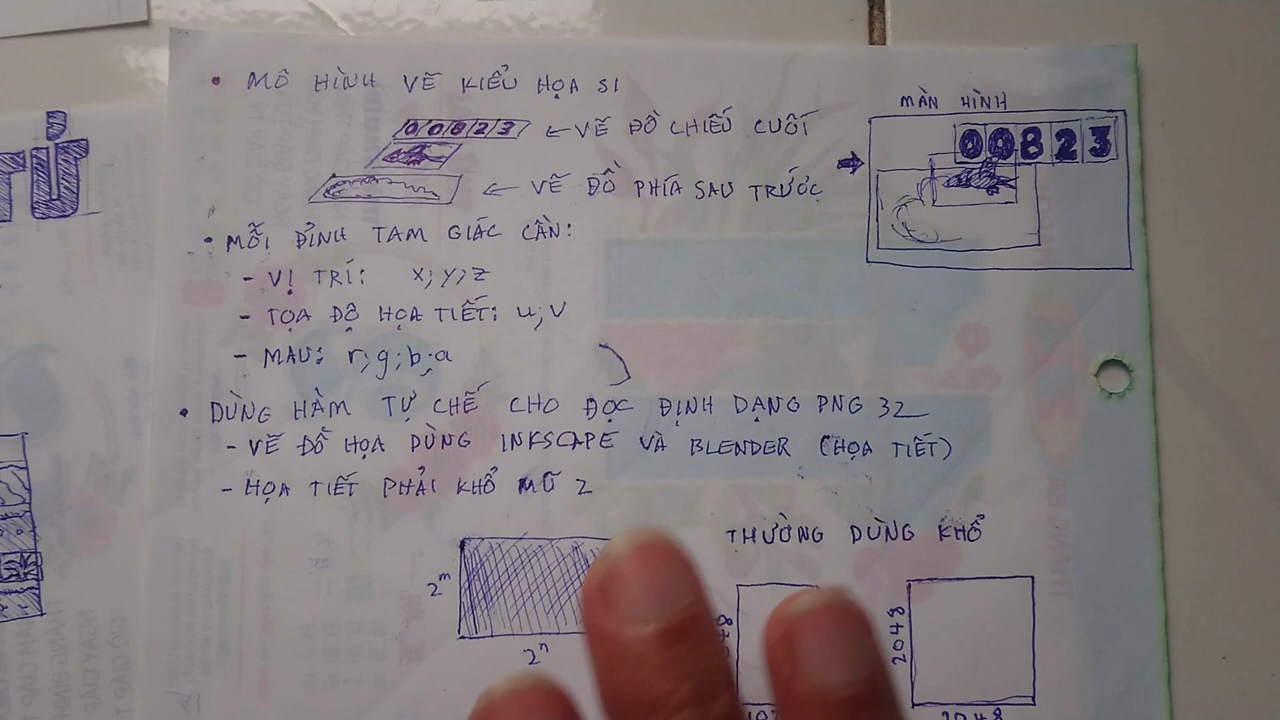 TỬ
• MÔ HÌNH VẼ KIỂU HỌA SI
MÀN HÌNH
00823 ← VẼ ĐỒ CHIẾU CUỐI
00823
← VẼ ĐỒ PHÍA SAU TRƯỚC
• MỖI ĐỈNH TAM GIÁC CẦN:
- VỊ TRÍ: x; y; z
- TỌA ĐỘ HỌA TIẾT: u; v
- MÀU: r; g; b; a
• DÙNG HÀM TỰ CHẾ CHO ĐỌC ĐỊNH DẠNG PNG 32
- VẼ ĐỒ HỌA DÙNG INKSCAPE VÀ BLENDER (HỌA TIẾT)
- HỌA TIẾT PHẢI KHỔ MŨ 2
THƯỜNG DÙNG KHỔ
2^m
2^n
2048
2048